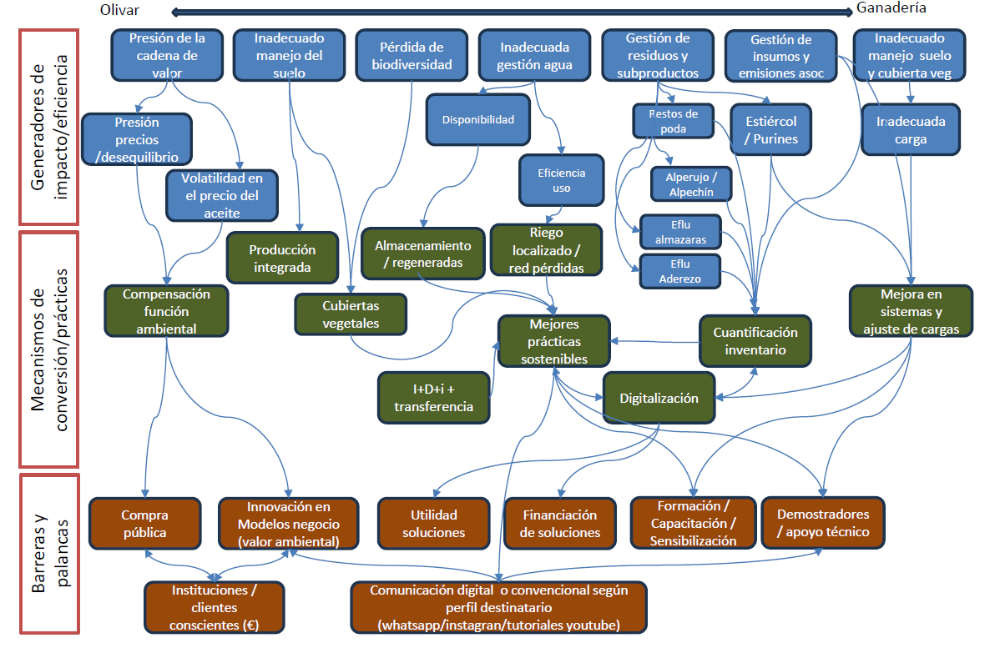 Olivar
Ganadería
Generadores de
impacto/eficiencia
Presión de la
cadena de
valor
Inadecuado
manejo del
suelo
Pérdida de
biodiversidad
Inadecuada
gestión agua
Gestión de
residuos y
subproductos
Gestión de
insumos y
emisiones asoc
Inadecuado
manejo suelo
y cubierta veg
Presión
precios
/desequilibrio
Disponibilidad
Restos de
poda
Estiércol
/ Purines
Inadecuada
carga
Volatilidad en
el precio del
aceite
Eficiencia
uso
Alperujo /
Alpechín
Eflu
almazaras
Eflu
Aderezo
Mecanismos de
conversión/prácticas
Producción
integrada
Almacenamiento
/ regeneradas
Riego
localizado /
red pérdidas
Compensación
función
ambiental
Cubiertas
vegetales
Mejores
prácticas
sostenibles
Cuantificación
inventario
Mejora en
sistemas y
ajuste de cargas
I+D+i +
transferencia
Digitalización
Barreras y
palancas
Compra
pública
Innovación en
Modelos negocio
(valor ambiental)
Utilidad
soluciones
Financiación
de soluciones
Formación /
Capacitación /
Sensibilización
Demostradores
/ apoyo técnico
Instituciones /
clientes
conscientes (€)
Comunicación digital o convencional según
perfil destinatario
(whatsapp/instagran/tutoriales youtube)